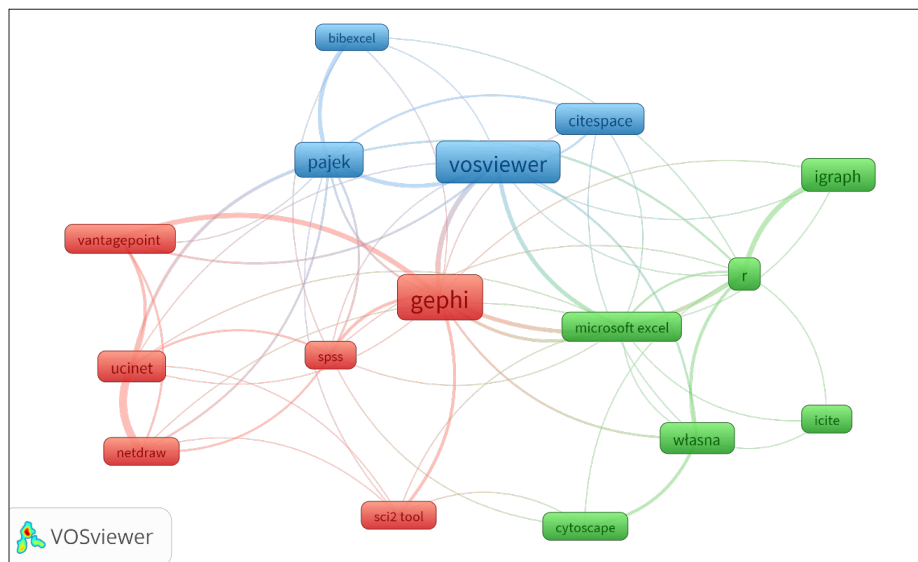 bibexcel
citespace
pajek
vosviewer
igraph
vantagepoint
r
gephi
microsoft excel
spss
ucinet
icite
własna
netdraw
sci2 tool
cytoscape
VOSviewer